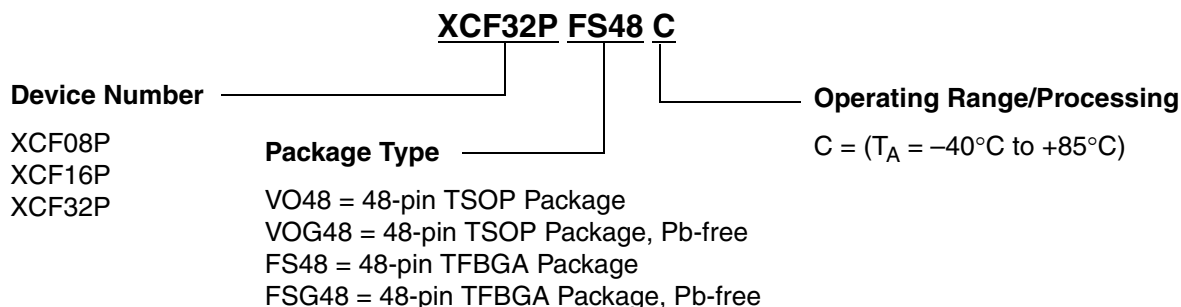 XCF32P FS48 C
Device Number
XCF08P
XCF16P
XCF32P
Package Type
VO48 = 48-pin TSOP Package
VOG48 = 48-pin TSOP Package, Pb-free
FS48 = 48-pin TFBGA Package
FSG48 = 48-pin TFBGA Package, Pb-free
Operating Range/Processing
C = (TA = –40°C to +85°C)